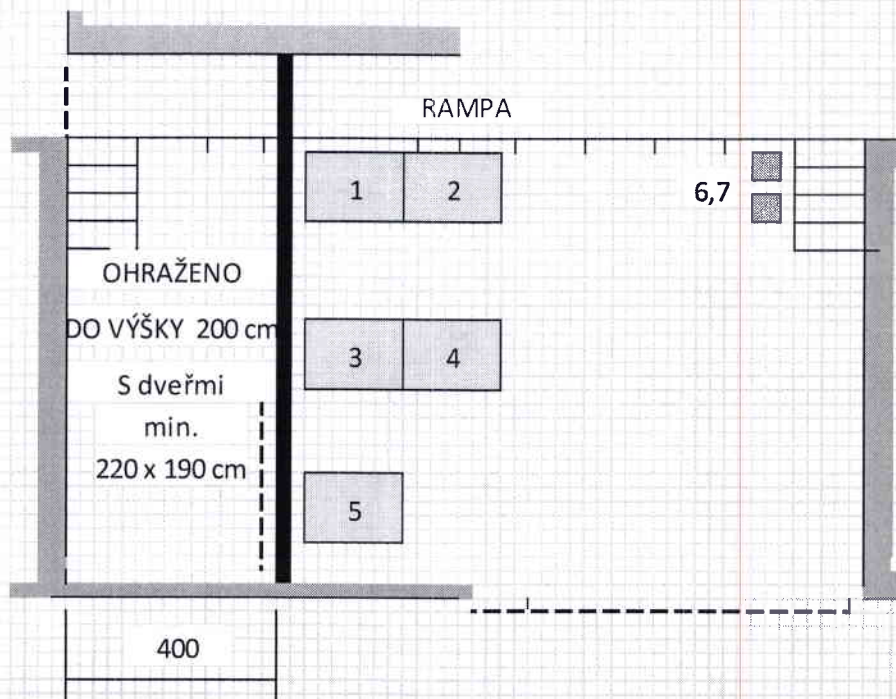 RAMPA
1
2
6,7
OHRAŽENO
DO VÝŠKY 200 cm
3
4
S dveřmi
min.
220 x 190 cm
5
400